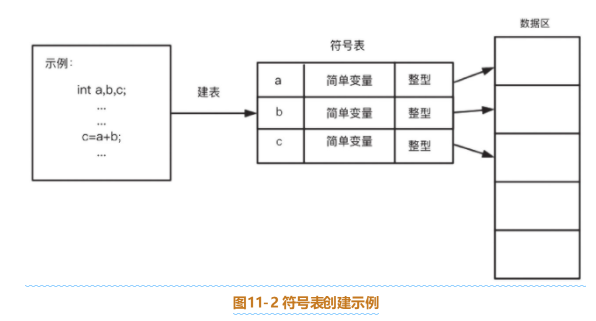 数据区
符号表
示例:
int a,b,c;
...
...
c=a+b;
...
建表
a 简单变量 整型
b 简单变量 整型
c 简单变量 整型
图11-2 符号表创建示例